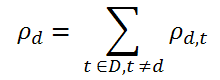 ρ_d = ∑_{t ∈D,t ≠d} ρ_{d,t}